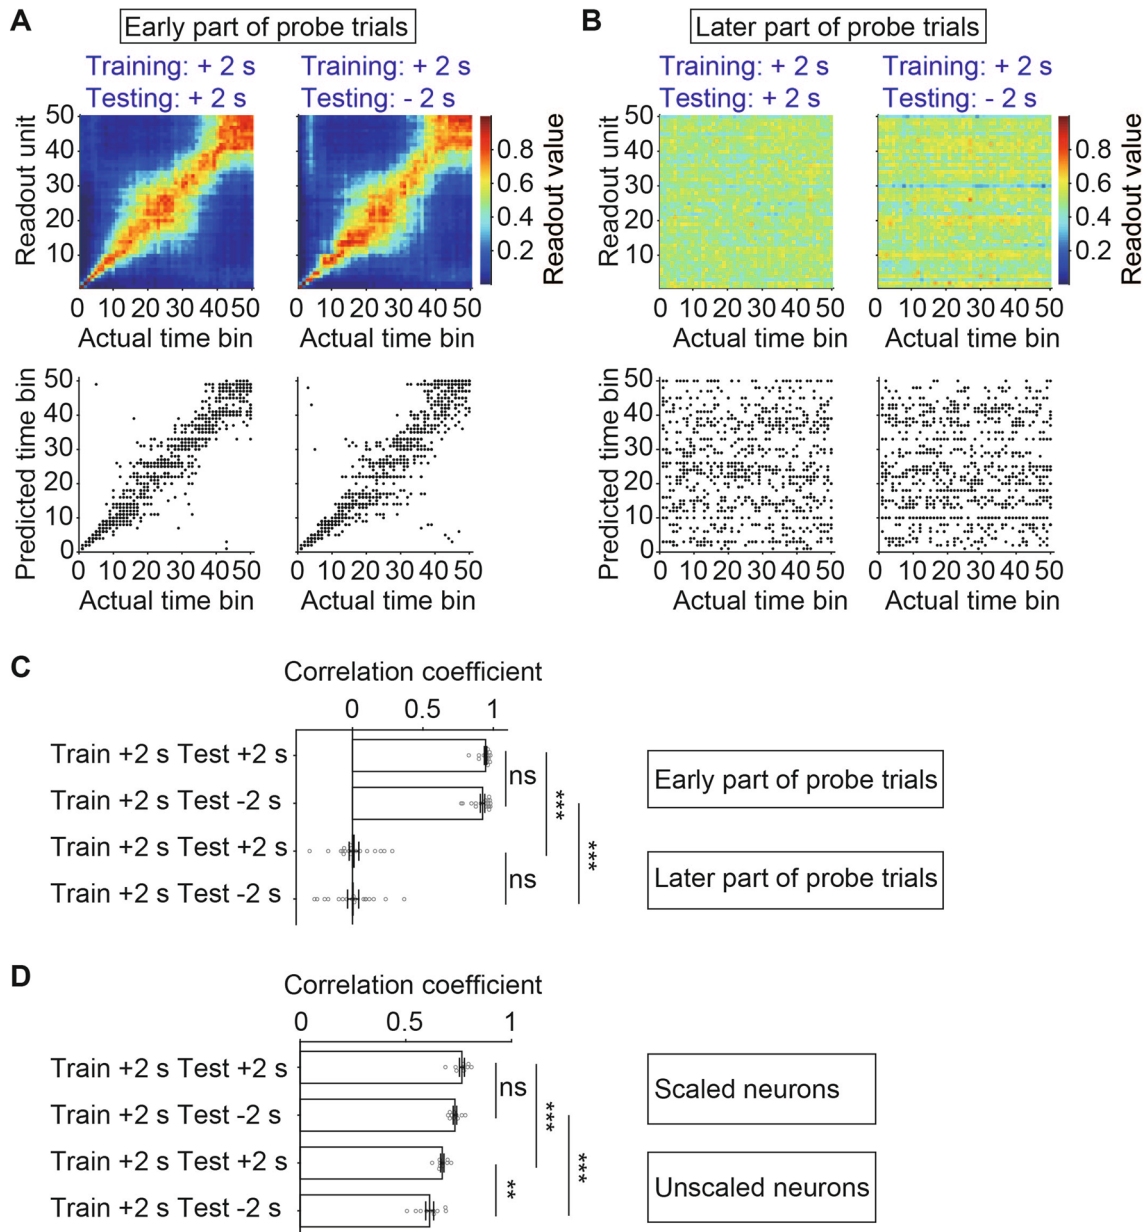 A
Early part of probe trials
Training: + 2 s
Testing: + 2 s
Training: + 2 s
Testing: - 2 s
Readout unit
50
40
30
20
10
0 10 20 30 40 50
Actual time bin
0 10 20 30 40 50
Actual time bin
0.8
0.6
0.4
0.2
Readout value
Predicted time bin
50
40
30
20
10
0
0 10 20 30 40 50
Actual time bin
0 10 20 30 40 50
Actual time bin
B
Later part of probe trials
Training: + 2 s
Testing: + 2 s
Training: + 2 s
Testing: - 2 s
Readout unit
50
40
30
20
10
0 10 20 30 40 50
Actual time bin
0 10 20 30 40 50
Actual time bin
0.8
0.6
0.4
0.2
Readout value
Predicted time bin
50
40
30
20
10
0
0 10 20 30 40 50
Actual time bin
0 10 20 30 40 50
Actual time bin
C
Correlation coefficient
0 0.5 1
Train +2 s Test +2 s
Train +2 s Test -2 s
Train +2 s Test +2 s
Train +2 s Test -2 s
ns
ns
***
***
Early part of probe trials
Later part of probe trials
D
Correlation coefficient
0 0.5 1
Train +2 s Test +2 s
Train +2 s Test -2 s
Train +2 s Test +2 s
Train +2 s Test -2 s
ns
**
***
***
Scaled neurons
Unscaled neurons